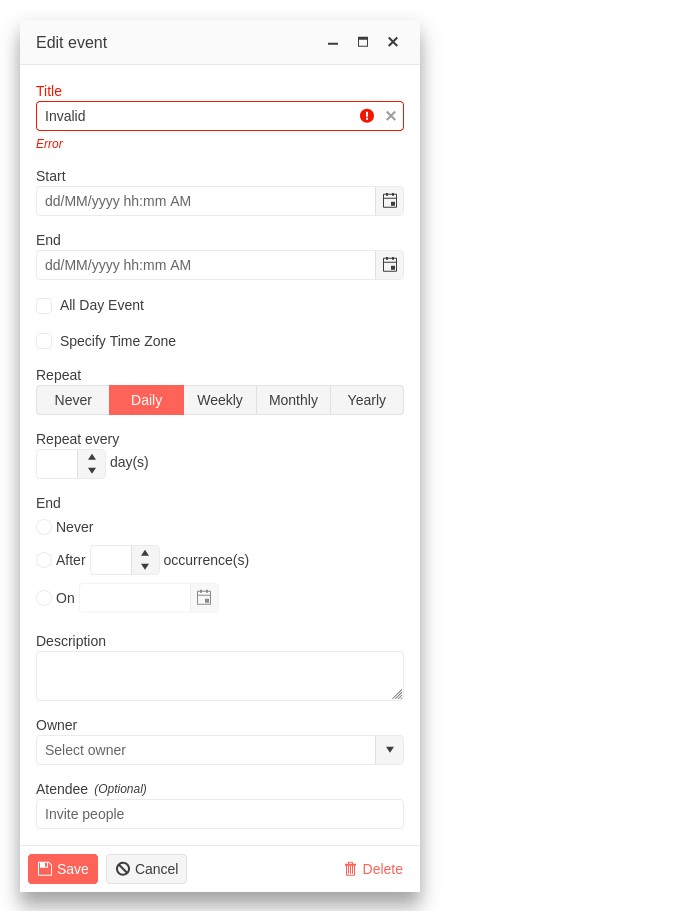 Edit event
Title
Invalid
Error
Start
dd/MM/yyyy hh:mm AM
End
dd/MM/yyyy hh:mm AM
All Day Event
Specify Time Zone
Repeat
Never Daily Weekly Monthly Yearly
Repeat every
day(s)
End
Never
After occurrence(s)
On
Description
Owner
Select owner
Atendee (Optional)
Invite people
Save Cancel Delete